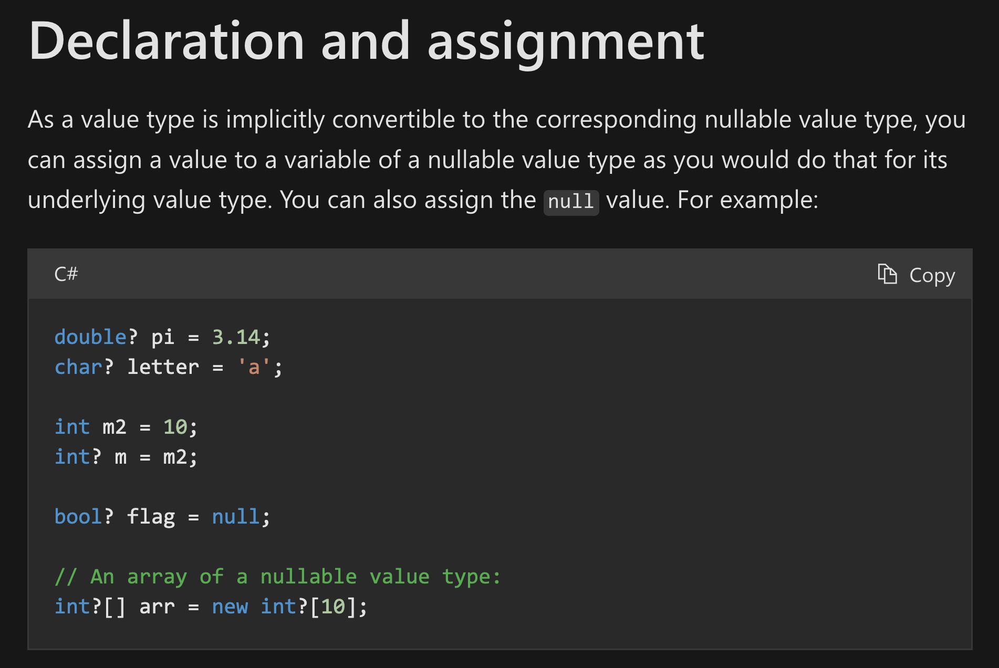 Declaration and assignment
As a value type is implicitly convertible to the corresponding nullable value type, you
can assign a value to a variable of a nullable value type as you would do that for its
underlying value type. You can also assign the null value. For example:
C#
Copy
double? pi = 3.14;
char? letter = 'a';
int m2 = 10;
int? m = m2;
bool? flag = null;
// An array of a nullable value type:
int?[] arr = new int?[10];